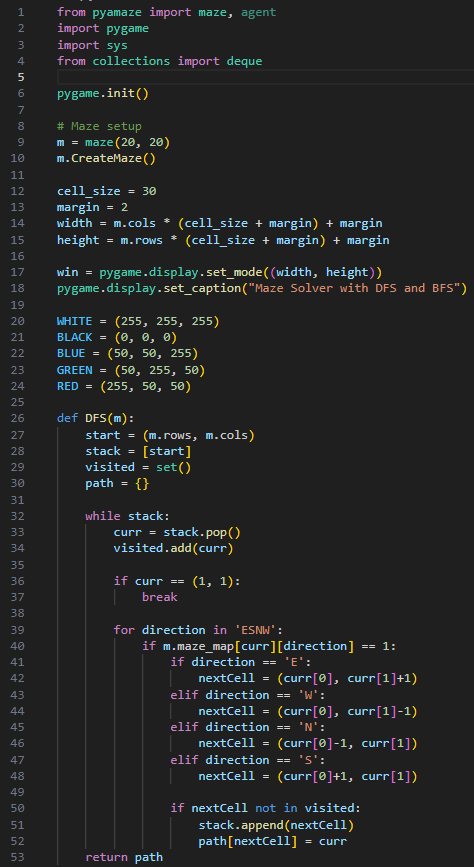 1 from pyamaze import maze, agent
2 import pygame
3 import sys
4 from collections import deque
5
6 pygame.init()
7
8 # Maze setup
9 m = maze(20, 20)
10 m.CreateMaze()
11
12 cell_size = 30
13 margin = 2
14 width = m.cols * (cell_size + margin) + margin
15 height = m.rows * (cell_size + margin) + margin
16
17 win = pygame.display.set_mode((width, height))
18 pygame.display.set_caption("Maze Solver with DFS and BFS")
19
20 WHITE = (255, 255, 255)
21 BLACK = (0, 0, 0)
22 BLUE = (50, 50, 255)
23 GREEN = (50, 255, 50)
24 RED = (255, 50, 50)
25
26 def DFS(m):
27     start = (m.rows, m.cols)
28     stack = [start]
29     visited = set()
30     path = {}
31
32     while stack:
33         curr = stack.pop()
34         visited.add(curr)
35
36         if curr == (1, 1):
37             break
38
39         for direction in 'ESNW':
40             if m.maze_map[curr][direction] == 1:
41                 if direction == 'E':
42                     nextCell = (curr[0], curr[1]+1)
43                 elif direction == 'W':
44                     nextCell = (curr[0], curr[1]-1)
45                 elif direction == 'N':
46                     nextCell = (curr[0]-1, curr[1])
47                 elif direction == 'S':
48                     nextCell = (curr[0]+1, curr[1])
49
50                 if nextCell not in visited:
51                     stack.append(nextCell)
52                     path[nextCell] = curr
53     return path